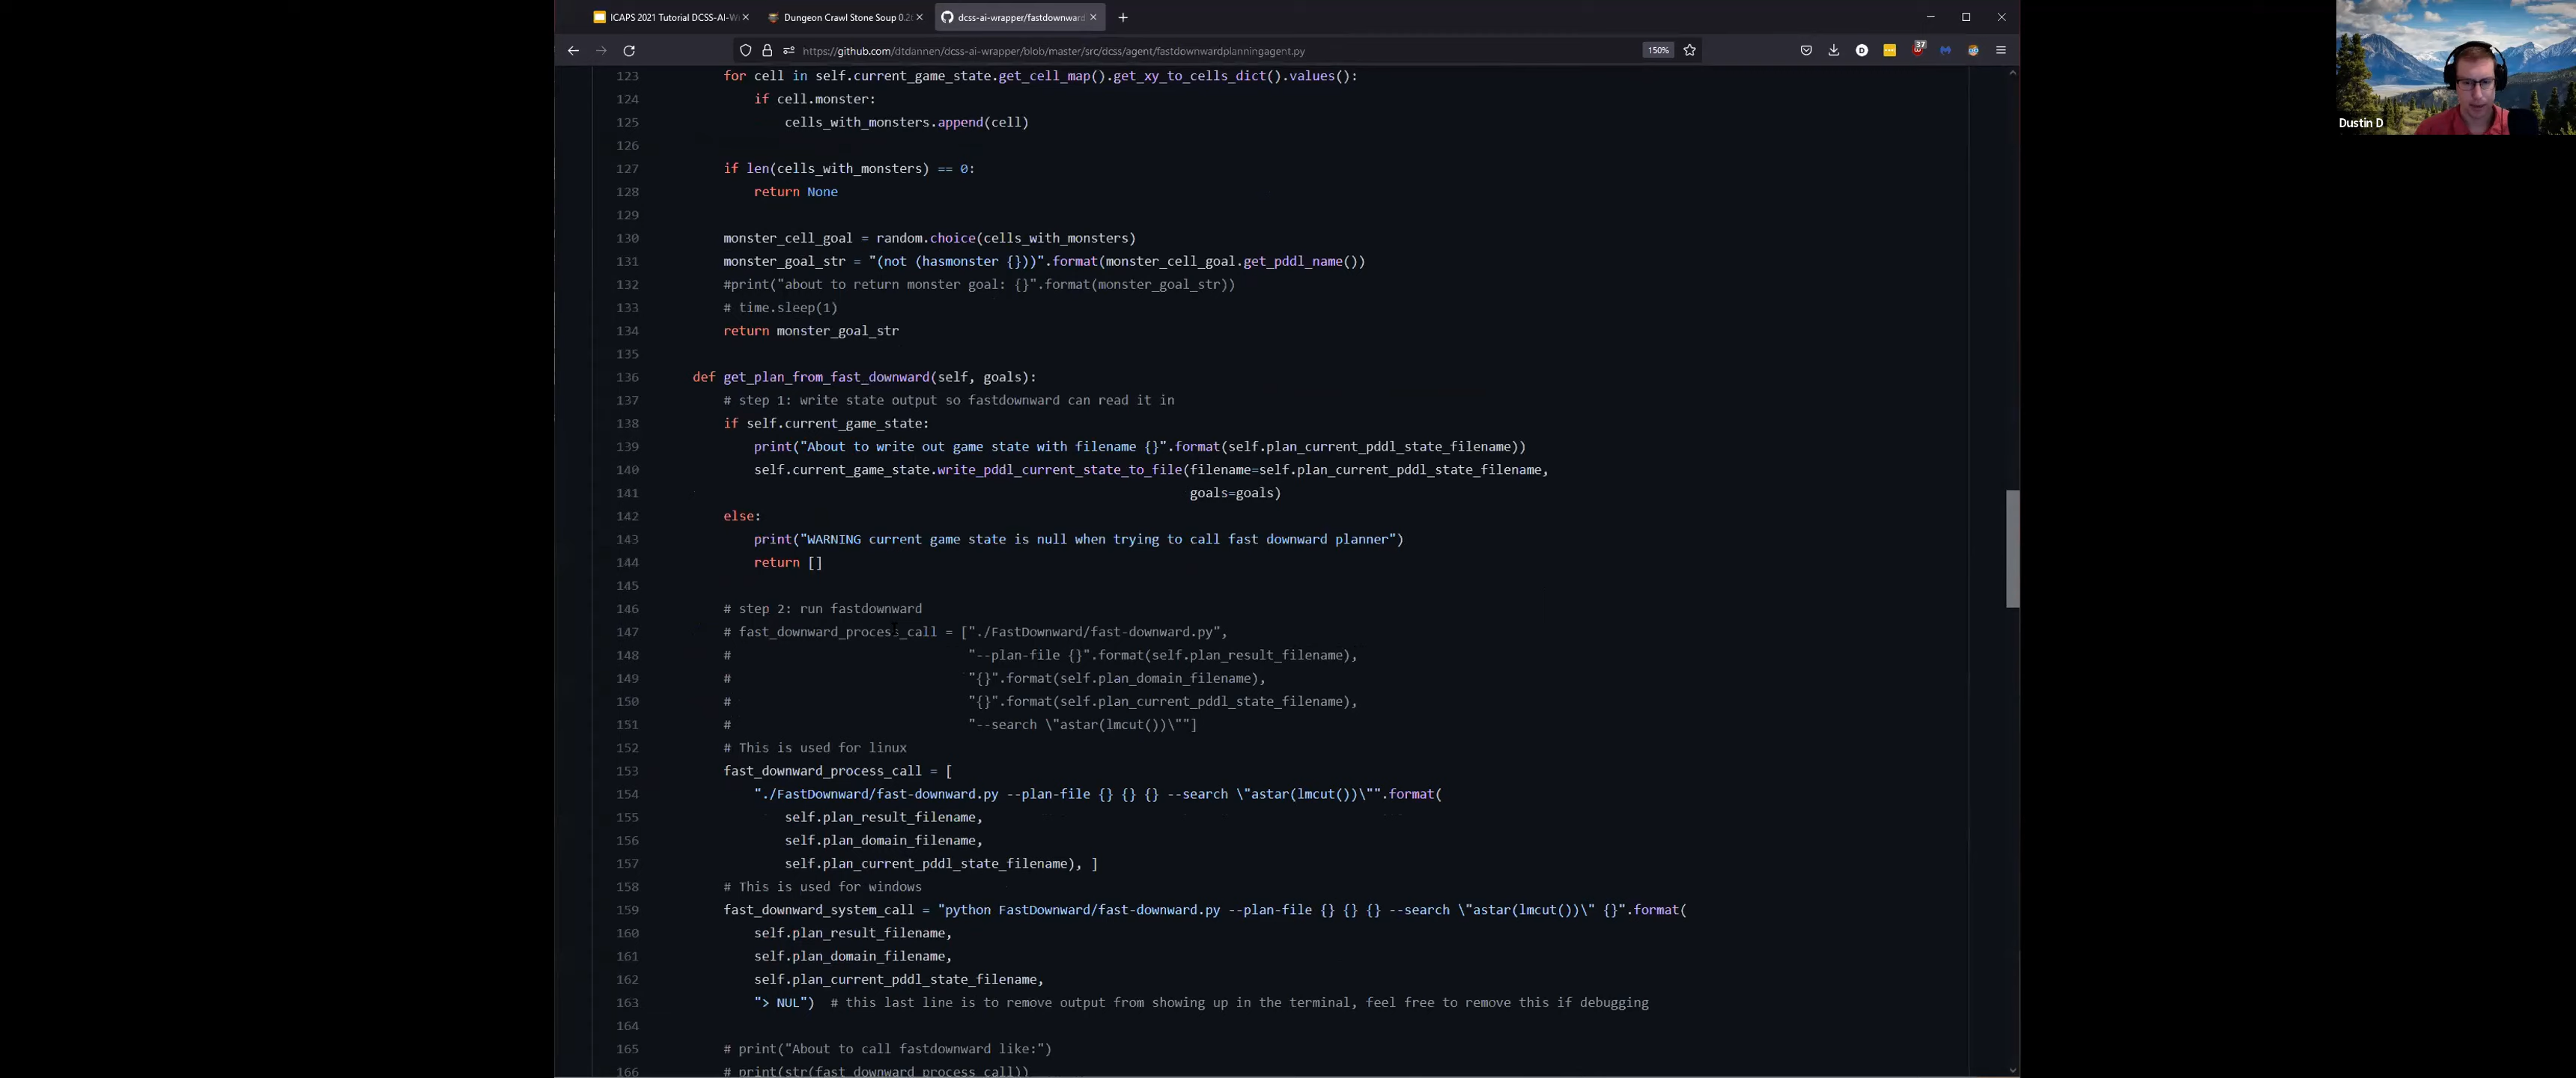 ICAPS 2021 Tutorial DCSS-AI-W
Dungeon Crawl Stone Soup 0.2
dcss-ai-wrapper/fastdownward
https://github.com/dtdannen/dcss-ai-wrapper/blob/master/src/dcss/agent/fastdownwardplanningagent.py
150%
37
Dustin D
123 for cell in self.current_game_state.get_cell_map().get_xy_to_cells_dict().values():
124 if cell.monster:
125 cells_with_monsters.append(cell)
126
127 if len(cells_with_monsters) == 0:
128 return None
129
130 monster_cell_goal = random.choice(cells_with_monsters)
131 monster_goal_str = "(not (hasmonster {}))".format(monster_cell_goal.get_pddl_name())
132 #print("about to return monster goal: {}".format(monster_goal_str))
133 # time.sleep(1)
134 return monster_goal_str
135
136 def get_plan_from_fast_downward(self, goals):
137 # step 1: write state output so fastdownward can read it in
138 if self.current_game_state:
139 print("About to write out game state with filename {}".format(self.plan_current_pddl_state_filename))
140 self.current_game_state.write_pddl_current_state_to_file(filename=self.plan_current_pddl_state_filename,
141 goals=goals)
142 else:
143 print("WARNING current game state is null when trying to call fast downward planner")
144 return []
145
146 # step 2: run fastdownward
147 # fast_downward_process_call = ["./FastDownward/fast-downward.py",
148 # "--plan-file {}".format(self.plan_result_filename),
149 # "{}".format(self.plan_domain_filename),
150 # "{}".format(self.plan_current_pddl_state_filename),
151 # "--search \"astar(lmcut())\""]
152 # This is used for linux
153 fast_downward_process_call = [
154 "./FastDownward/fast-downward.py --plan-file {} {} {} --search \"astar(lmcut())\"".format(
155 self.plan_result_filename,
156 self.plan_domain_filename,
157 self.plan_current_pddl_state_filename), ]
158 # This is used for windows
159 fast_downward_system_call = "python FastDownward/fast-downward.py --plan-file {} {} {} --search \"astar(lmcut())\" {}".format(
160 self.plan_result_filename,
161 self.plan_domain_filename,
162 self.plan_current_pddl_state_filename,
163 "> NUL") # this last line is to remove output from showing up in the terminal, feel free to remove this if debugging
164
165 # print("About to call fastdownward like:")
166 # print(str(fast_downward_process_call))